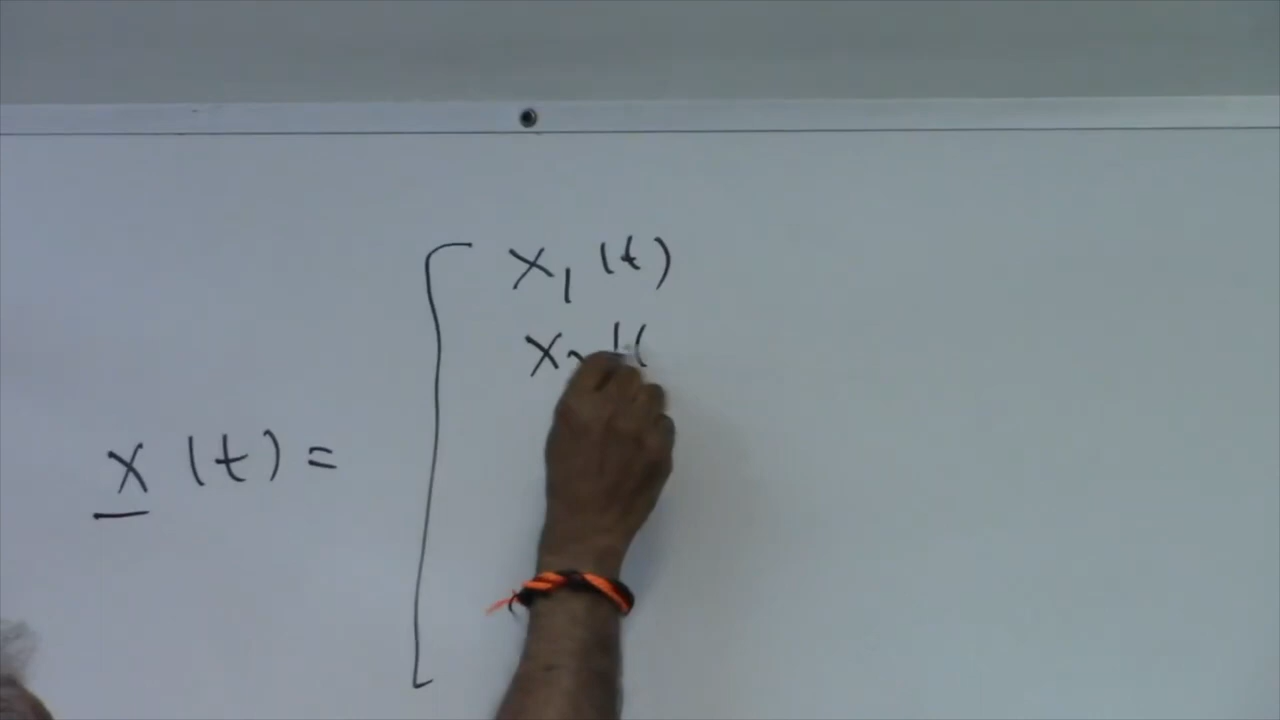 x₁ (t)
x₂ (
x (t) =